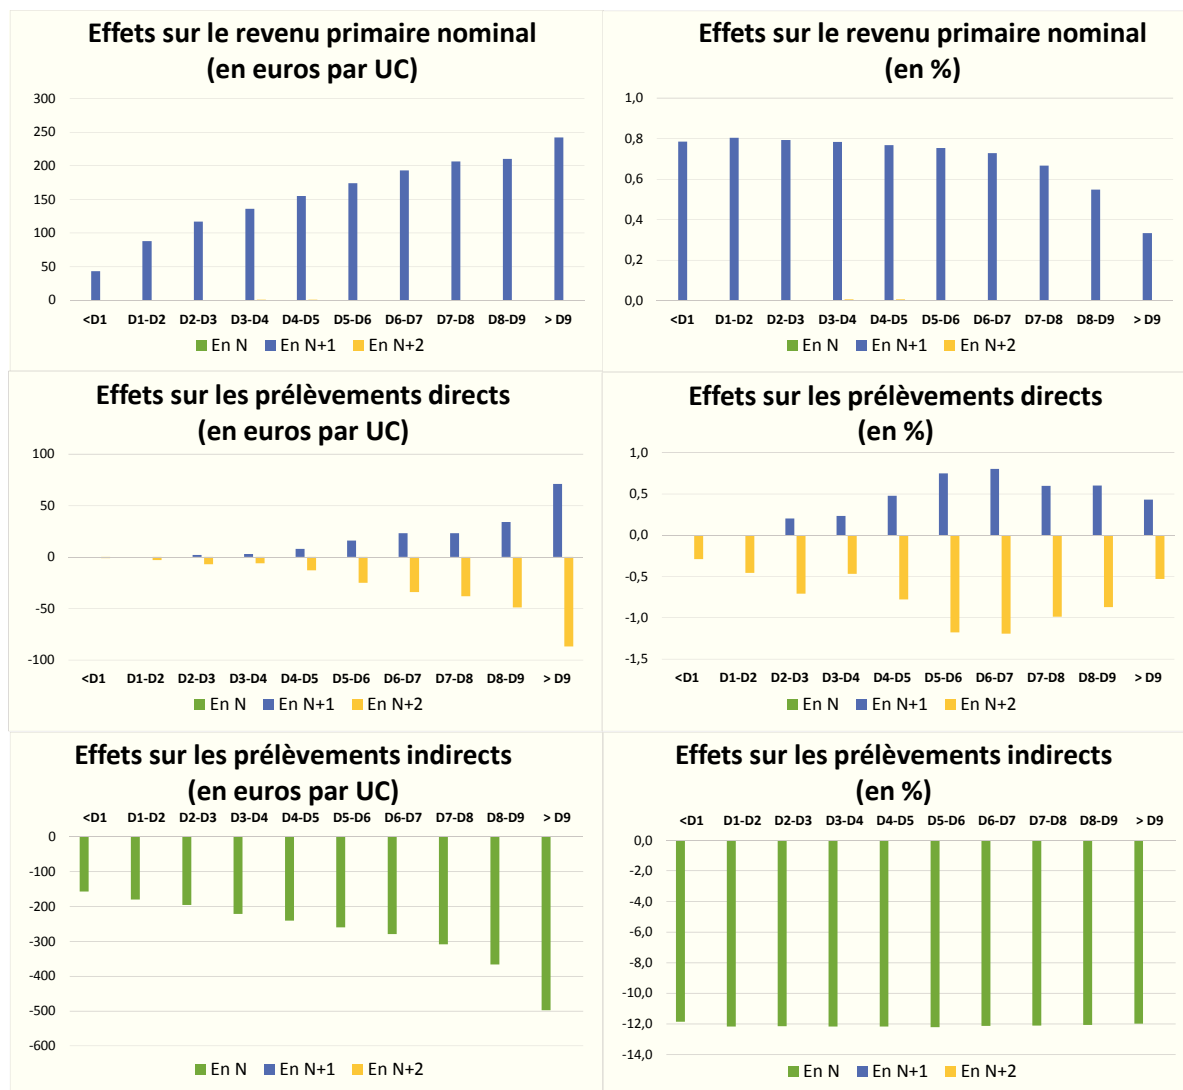 Effets sur le revenu primaire nominal
(en euros par UC)
300
250
200
150
100
50
0
<D1 D1-D2 D2-D3 D3-D4 D4-D5 D5-D6 D6-D7 D7-D8 D8-D9 > D9
En N En N+1 En N+2
Effets sur le revenu primaire nominal
(en %)
1,0
0,8
0,6
0,4
0,2
0,0
<D1 D1-D2 D2-D3 D3-D4 D4-D5 D5-D6 D6-D7 D7-D8 D8-D9 > D9
En N En N+1 En N+2
Effets sur les prélèvements directs
(en euros par UC)
100
50
0
-50
-100
<D1 D1-D2 D2-D3 D3-D4 D4-D5 D5-D6 D6-D7 D7-D8 D8-D9 > D9
En N En N+1 En N+2
Effets sur les prélèvements directs
(en %)
1,0
0,5
0,0
-0,5
-1,0
-1,5
<D1 D1-D2 D2-D3 D3-D4 D4-D5 D5-D6 D6-D7 D7-D8 D8-D9 > D9
En N En N+1 En N+2
Effets sur les prélèvements indirects
(en euros par UC)
<D1 D1-D2 D2-D3 D3-D4 D4-D5 D5-D6 D6-D7 D7-D8 D8-D9 > D9
0
-100
-200
-300
-400
-500
-600
En N En N+1 En N+2
Effets sur les prélèvements indirects
(en %)
<D1 D1-D2 D2-D3 D3-D4 D4-D5 D5-D6 D6-D7 D7-D8 D8-D9 > D9
0,0
-2,0
-4,0
-6,0
-8,0
-10,0
-12,0
-14,0
En N En N+1 En N+2